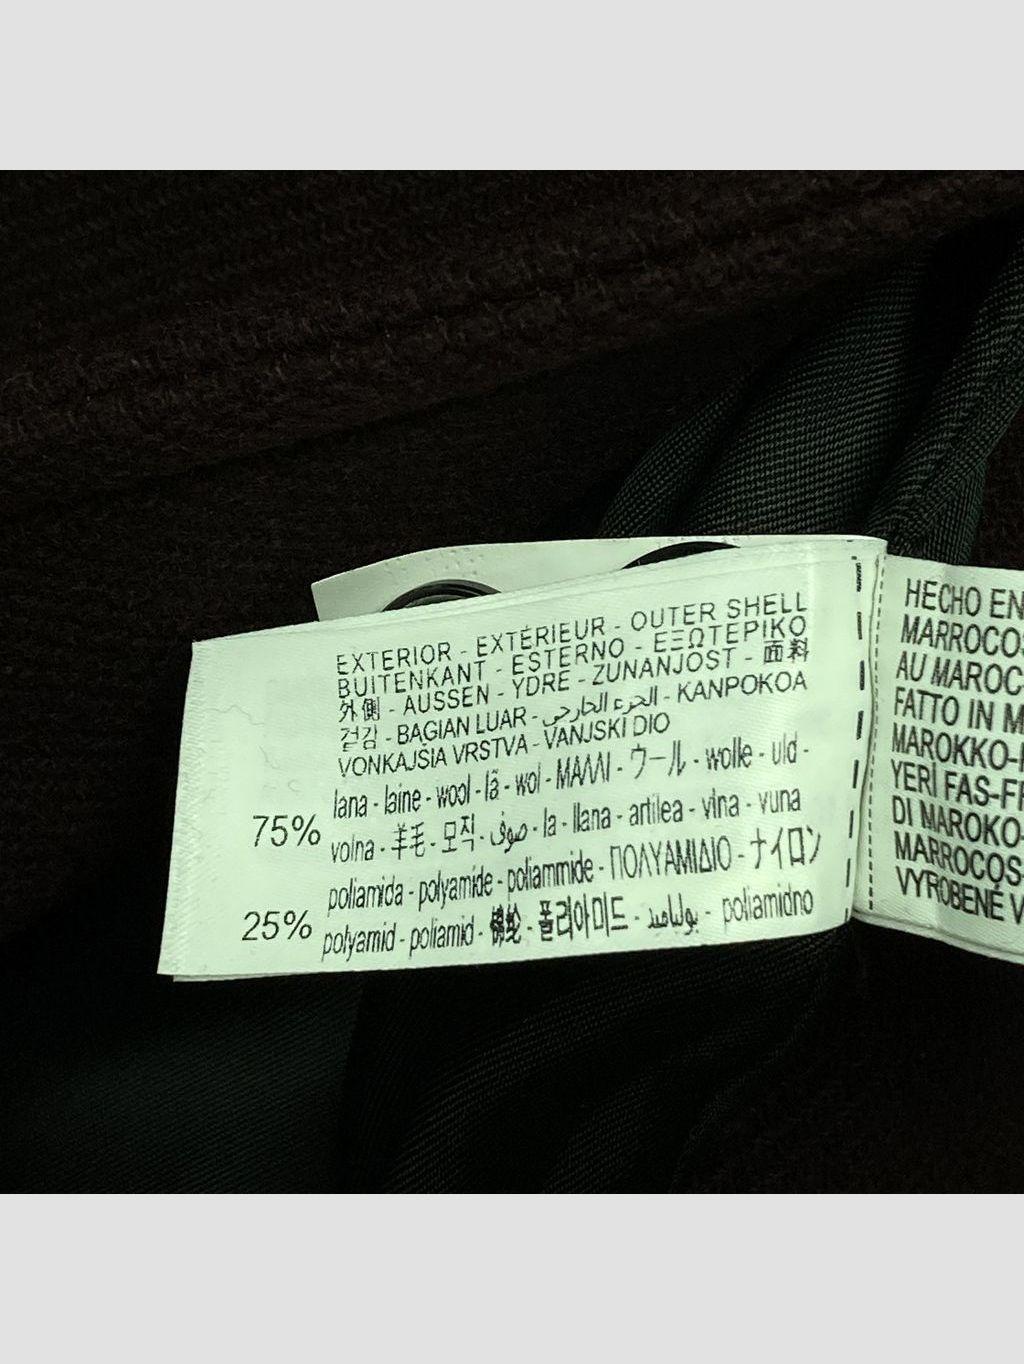 EXTERIOR - EXTÉRIEUR - OUTER SHELL
BUITENKANT - ESTERNO - ΕΞΩΤΕΡΙΚΟ
外側 - AUSSEN - YDRE - ZUNANJOST - 面料
겉감 - BAGIAN LUAR - الجزء الخارجي - KANPOKOA
VONKAJŠIA VRSTVA - VANJSKI DIO
75% lana - laine - wool - lã - wol - ΜΑΛΛΙ - ウール - wolle - uld -
volna - 羊毛 - 모직 - صوف - la - llana - artilea - vlna - vuna
25% poliamida - polyamide - poliammide - ΠΟΛΥΑΜΙΔΙΟ - ナイロン
polyamid - poliamid - 锦纶 - 폴리아미드 - بولياميد - poliamidno
HECHO EN
MARROCOS
AU MAROC
FATTO IN M
MAROKKO-
YERİ FAS-F
DI MAROKO-
MARROCOS-
VYROBENÉ V